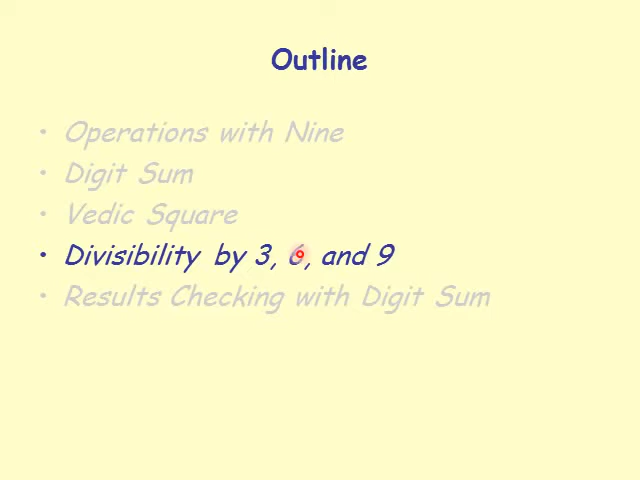 Outline
• Operations with Nine
• Digit Sum
• Vedic Square
• Divisibility by 3, 6, and 9
• Results Checking with Digit Sum